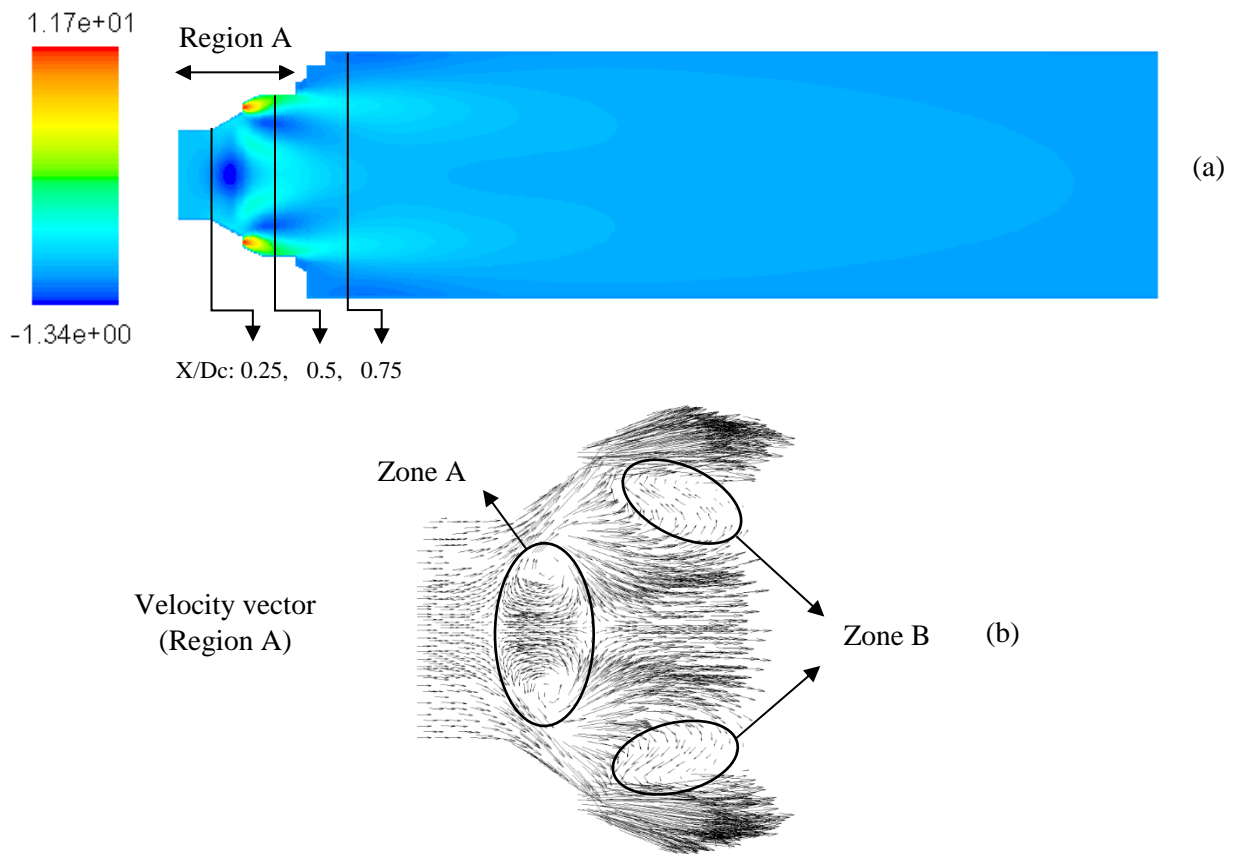 1.17e+01
Region A
(a)
-1.34e+00
X/Dc: 0.25, 0.5, 0.75
Zone A
Velocity vector
(Region A)
Zone B
(b)